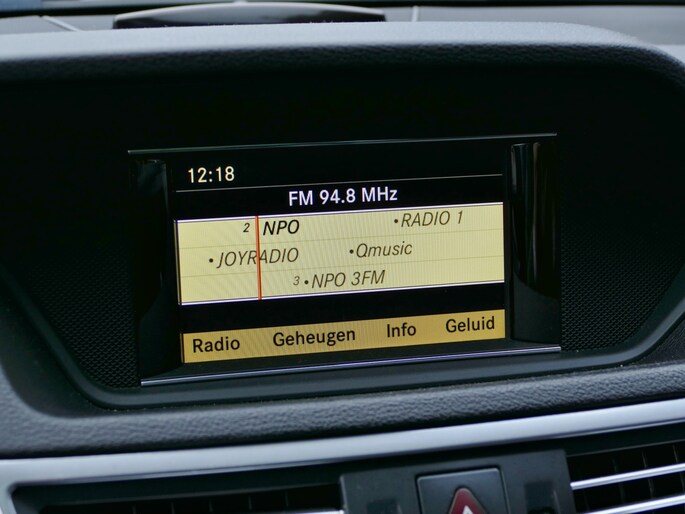 12:18
FM 94.8 MHz
2 NPO •RADIO 1
•JOYRADIO •Qmusic
3 •NPO 3FM
Radio Geheugen Info Geluid